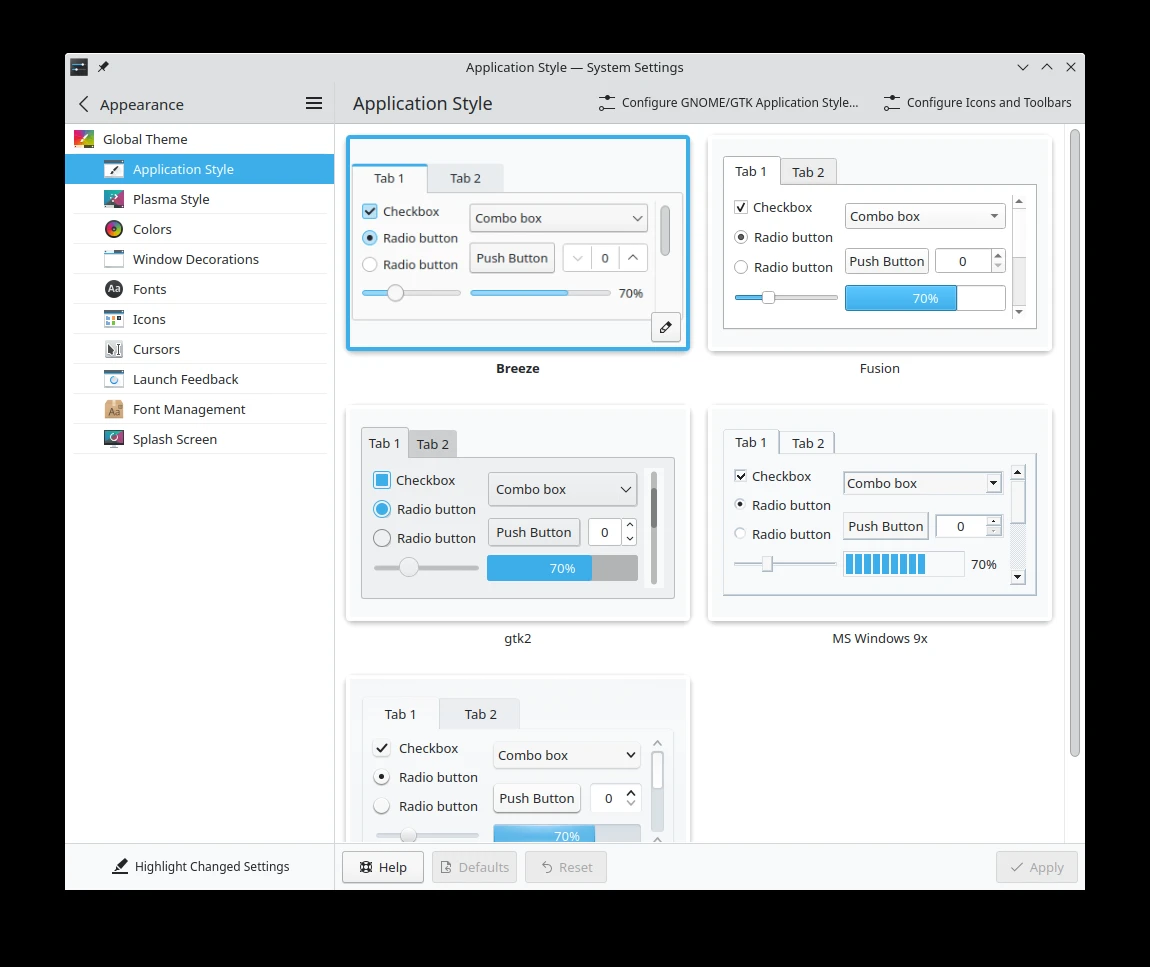 Application Style — System Settings
Appearance
Application Style
Configure GNOME/GTK Application Style...
Configure Icons and Toolbars
Global Theme
Application Style
Plasma Style
Colors
Window Decorations
Aa Fonts
Icons
Cursors
Launch Feedback
Aa Font Management
Splash Screen
Highlight Changed Settings
Tab 1 Tab 2
Checkbox Combo box
Radio button
Push Button 0
Radio button
70%
Breeze
Tab 1 Tab 2
Checkbox Combo box
Radio button
Push Button 0
Radio button
70%
Fusion
Tab 1 Tab 2
Checkbox Combo box
Radio button
Push Button 0
Radio button
70%
gtk2
Tab 1 Tab 2
Checkbox Combo box
Radio button
Push Button 0
Radio button
70%
MS Windows 9x
Tab 1 Tab 2
Checkbox Combo box
Radio button
Push Button 0
Radio button
70%
Help Defaults Reset Apply